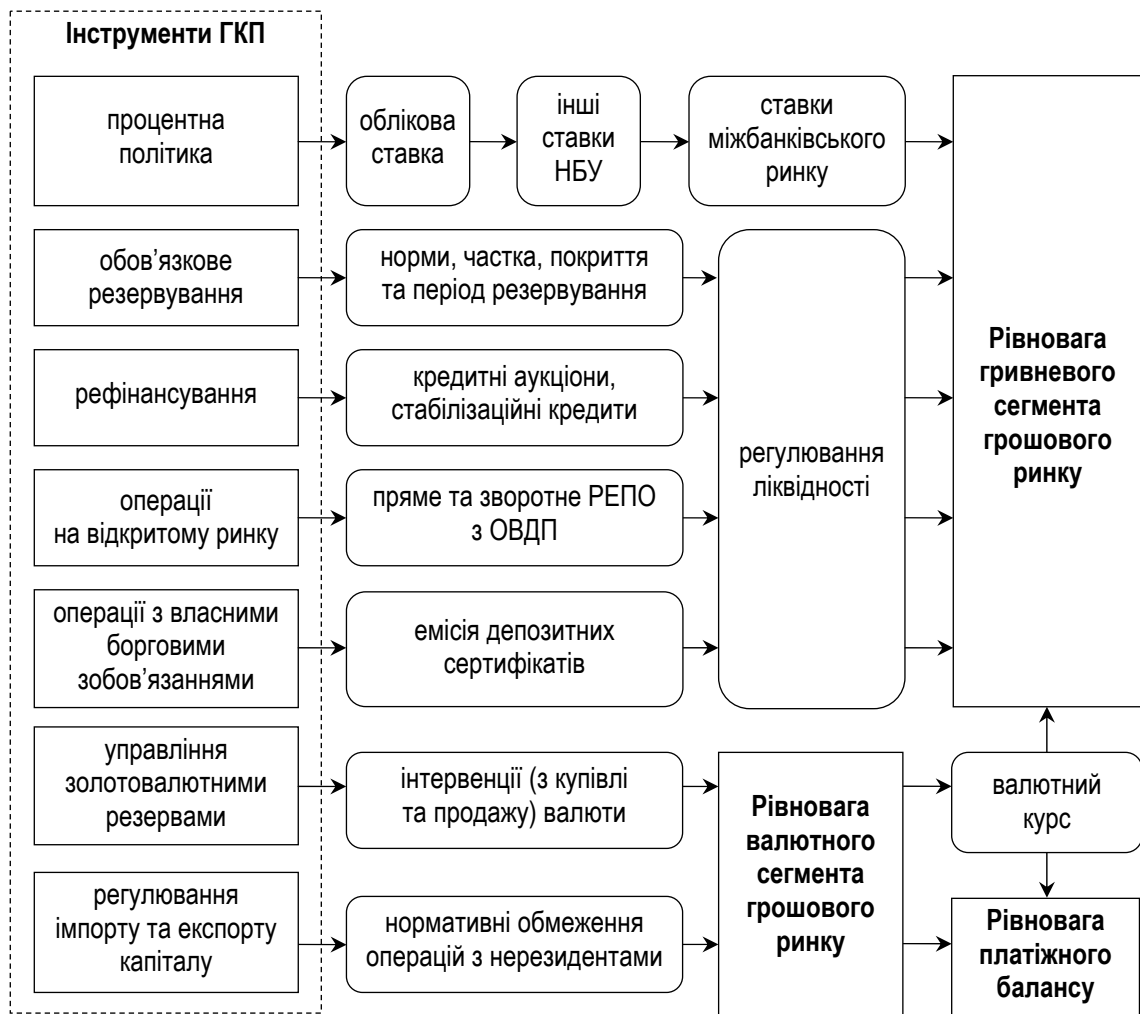 Інструменти ГКП
процентна
політика
облікова
ставка
інші
ставки
НБУ
ставки
міжбанківського
ринку
обов’язкове
резервування
норми, частка, покриття
та період резервування
рефінансування
кредитні аукціони,
стабілізаційні кредити
операції
на відкритому ринку
пряме та зворотне РЕПО
з ОВДП
операції з власними
борговими
зобов’язаннями
емісія депозитних
сертифікатів
регулювання
ліквідності
Рівновага
гривневого
сегмента
грошового
ринку
управління
золотовалютними
резервами
інтервенції (з купівлі
та продажу) валюти
регулювання
імпорту та експорту
капіталу
нормативні обмеження
операцій з нерезидентами
Рівновага
валютного
сегмента
грошового
ринку
валютний
курс
Рівновага
платіжного
балансу